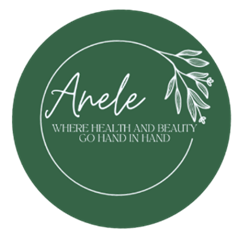 Anele
WHERE HEALTH AND BEAUTY
GO HAND IN HAND